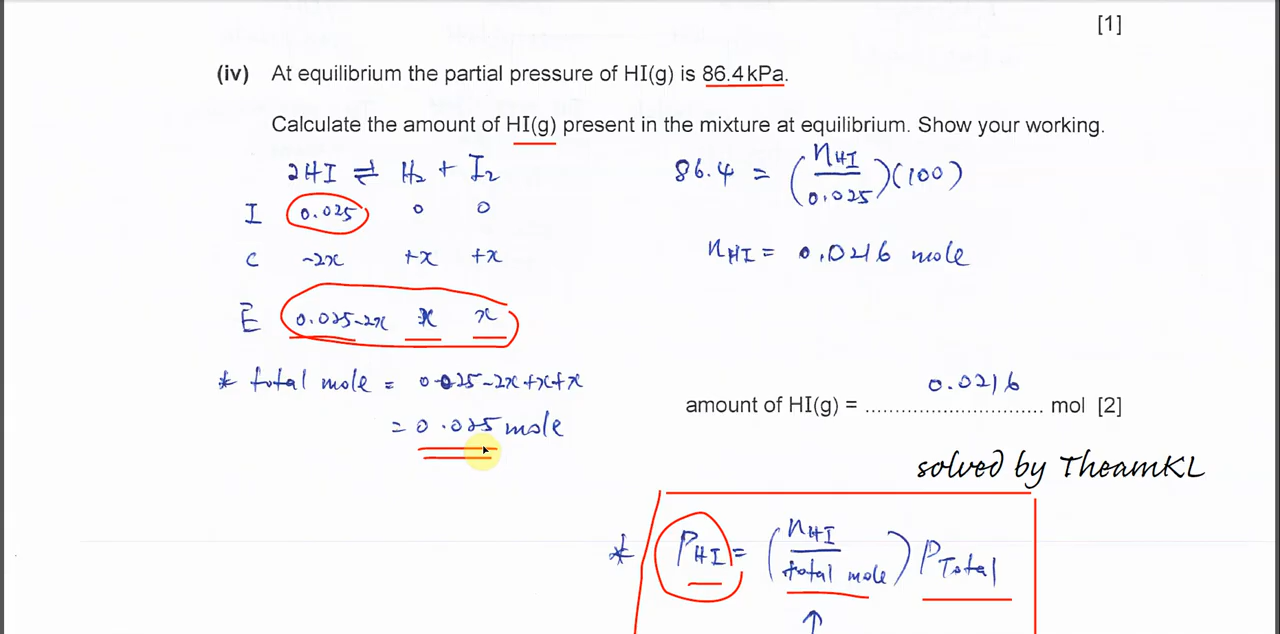 [1]
(iv) At equilibrium the partial pressure of HI(g) is 86.4 kPa.
Calculate the amount of HI(g) present in the mixture at equilibrium. Show your working.
2HI ⇌ H₂ + I₂
I 0.025 0 0
C -2x +x +x
E 0.025-2x x x
* total mole = 0.025-2x+x+x
= 0.025 mole
86.4 = (nHI / 0.025)(100)
nHI = 0.0216 mole
0.0216
amount of HI(g) = .............................. mol [2]
solved by TheamKL
* PHI = (nHI / total mole) PTotal
↑